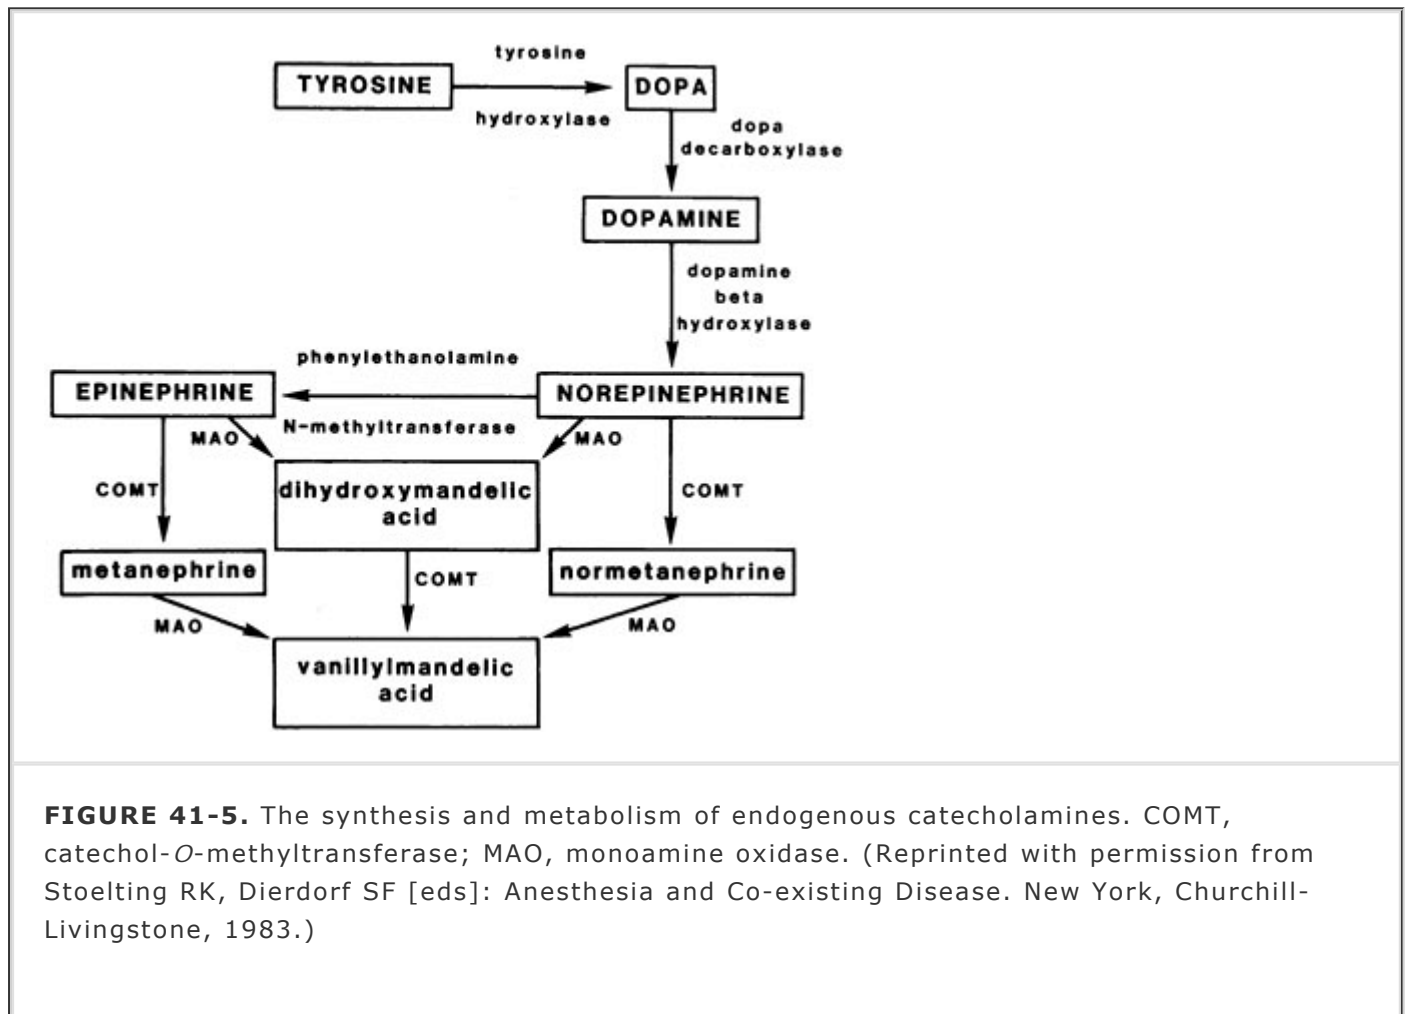 tyrosine
TYROSINE
DOPA
hydroxylase
dopa
decarboxylase
DOPAMINE
dopamine
beta
hydroxylase
phenylethanolamine
EPINEPHRINE
NOREPINEPHRINE
N-methyltransferase
MAO
MAO
COMT
dihydroxymandelic
acid
COMT
metanephrine
COMT
normetanephrine
MAO
MAO
vanillylmandelic
acid
FIGURE 41-5. The synthesis and metabolism of endogenous catecholamines. COMT,
catechol-O-methyltransferase; MAO, monoamine oxidase. (Reprinted with permission from
Stoelting RK, Dierdorf SF [eds]: Anesthesia and Co-existing Disease. New York, Churchill-
Livingstone, 1983.)